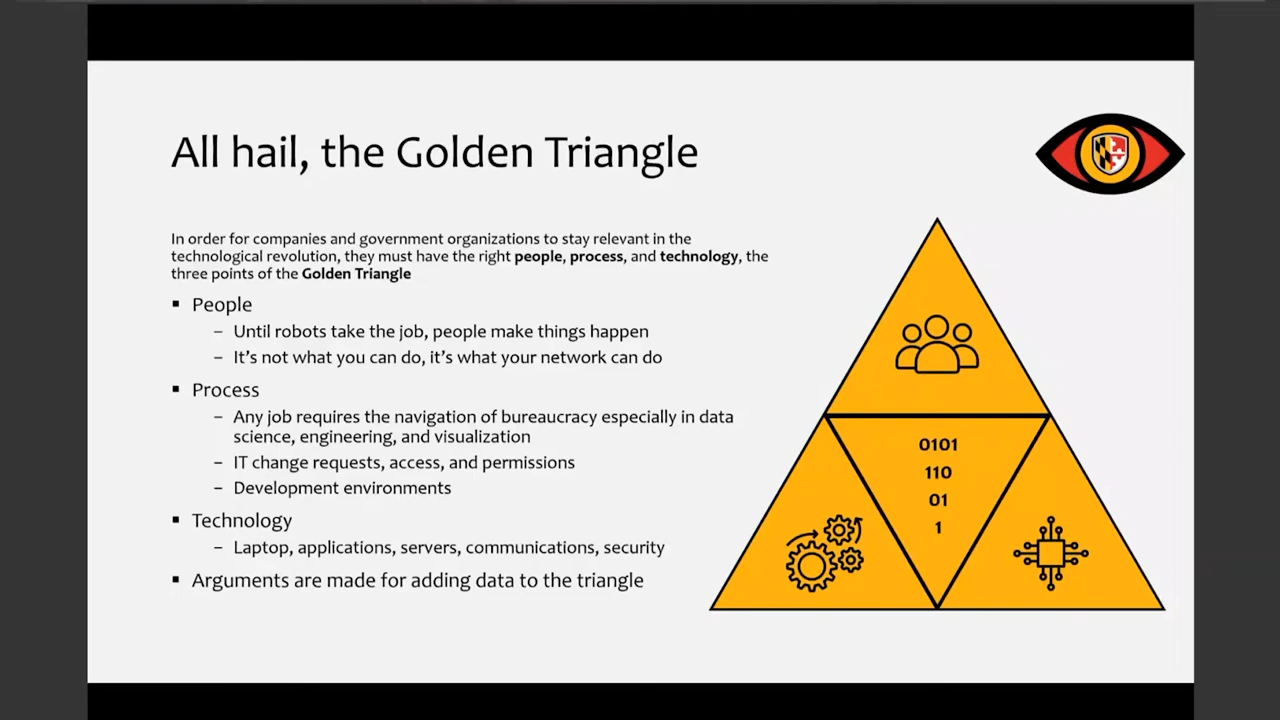 All hail, the Golden Triangle
In order for companies and government organizations to stay relevant in the
technological revolution, they must have the right people, process, and technology, the
three points of the Golden Triangle
▪ People
– Until robots take the job, people make things happen
– It’s not what you can do, it’s what your network can do
▪ Process
– Any job requires the navigation of bureaucracy especially in data
science, engineering, and visualization
– IT change requests, access, and permissions
– Development environments
▪ Technology
– Laptop, applications, servers, communications, security
▪ Arguments are made for adding data to the triangle
0101
110
01
1